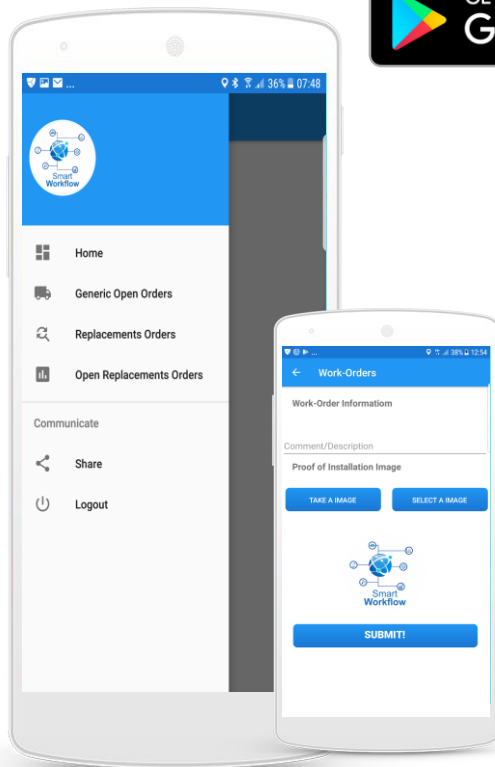 GE
G
... 36% 07:48
Smart
Workflow
Home
Generic Open Orders
Replacements Orders
Open Replacements Orders
Communicate
Share
Logout
... 38% 12:54
Work-Orders
Work-Order Informatiom
Comment/Description
Proof of Installation Image
TAKE A IMAGE SELECT A IMAGE
Smart
Workflow
SUBMIT!